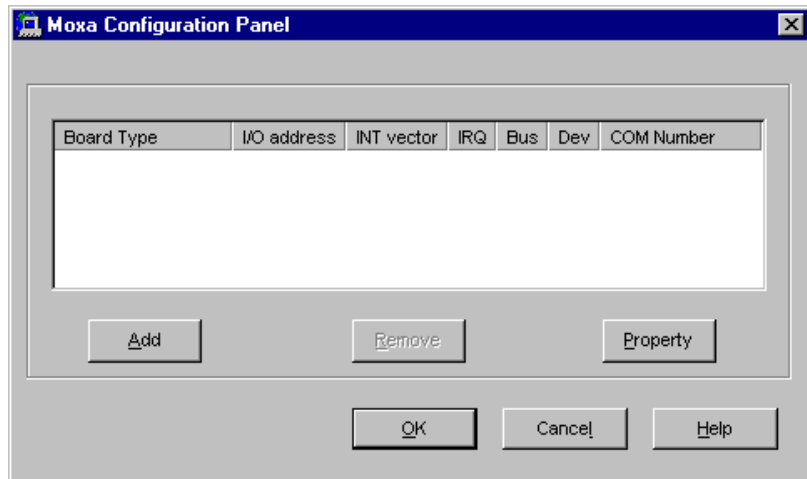 Moxa Configuration Panel
Board Type I/O address INT vector IRQ Bus Dev COM Number
Add Remove Property
OK Cancel Help